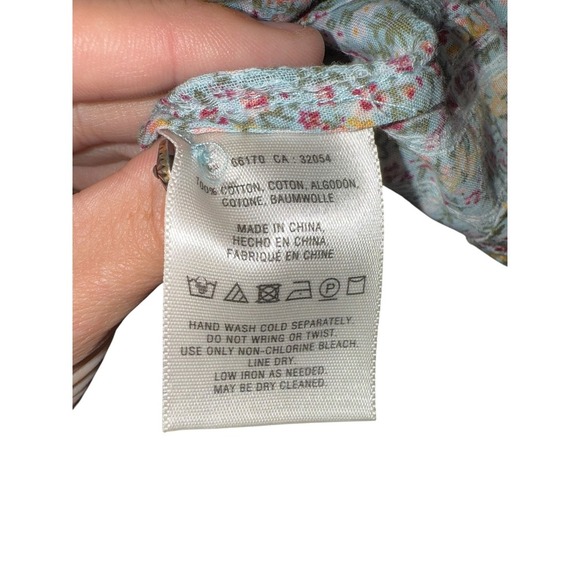 66170 CA : 32054
100% COTTON, COTON, ALGODÓN,
COTONE, BAUMWOLLE
MADE IN CHINA,
HECHO EN CHINA,
FABRIQUÉ EN CHINE
HAND WASH COLD SEPARATELY.
DO NOT WRING OR TWIST.
USE ONLY NON-CHLORINE BLEACH.
LINE DRY.
LOW IRON AS NEEDED.
MAY BE DRY CLEANED.